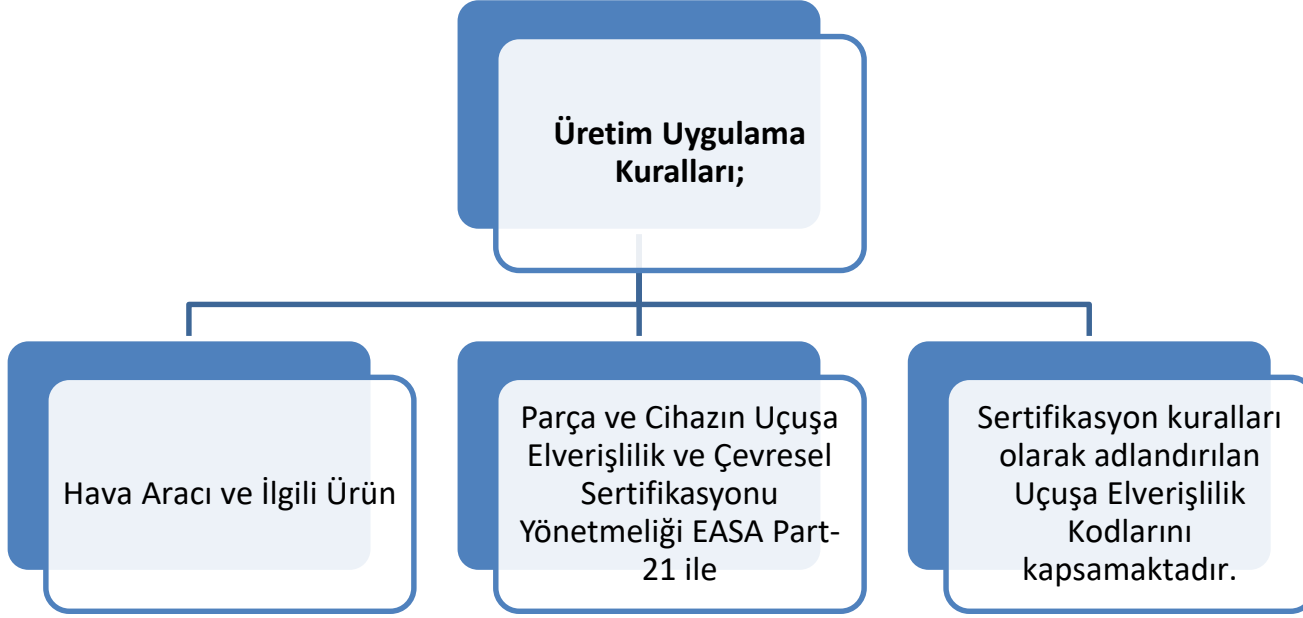 Üretim Uygulama
Kuralları;
Hava Aracı ve İlgili Ürün
Parça ve Cihazın Uçuşa
Elverişlilik ve Çevresel
Sertifikasyonu
Yönetmeliği EASA Part-
21 ile
Sertifikasyon kuralları
olarak adlandırılan
Uçuşa Elverişlilik
Kodlarını
kapsamaktadır.